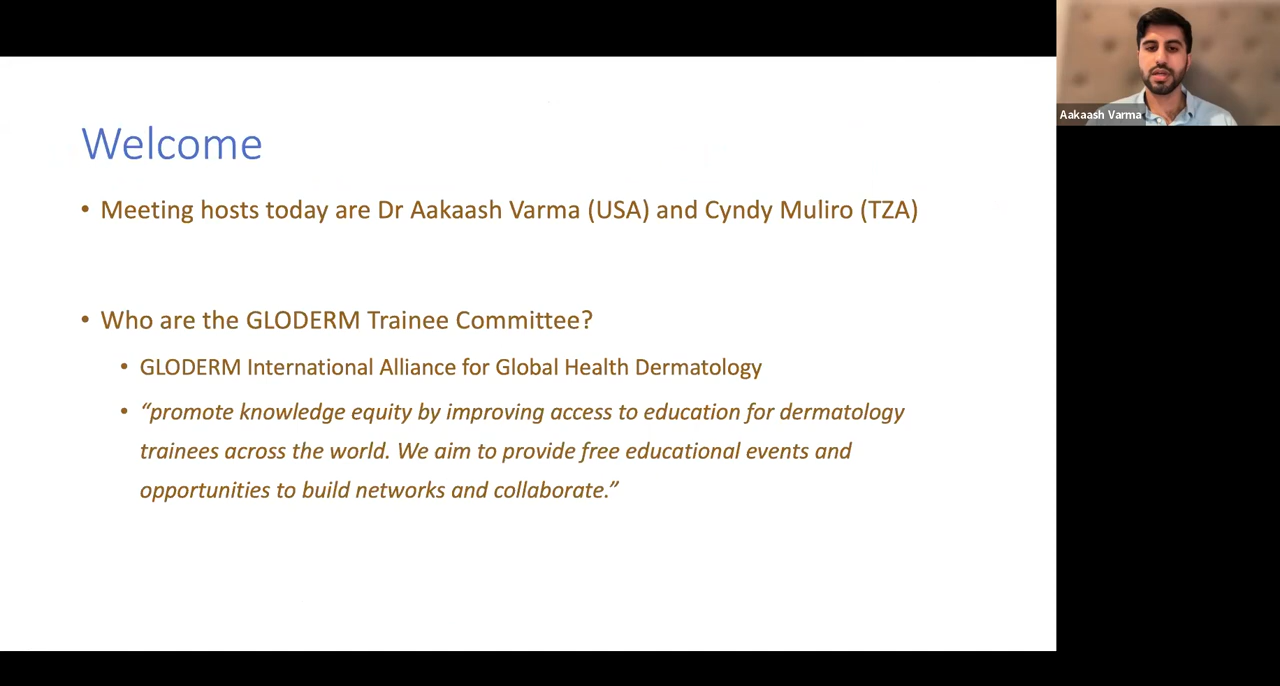 Welcome
• Meeting hosts today are Dr Aakaash Varma (USA) and Cyndy Muliro (TZA)
• Who are the GLODERM Trainee Committee?
• GLODERM International Alliance for Global Health Dermatology
• “promote knowledge equity by improving access to education for dermatology
trainees across the world. We aim to provide free educational events and
opportunities to build networks and collaborate.”
Aakaash Varma